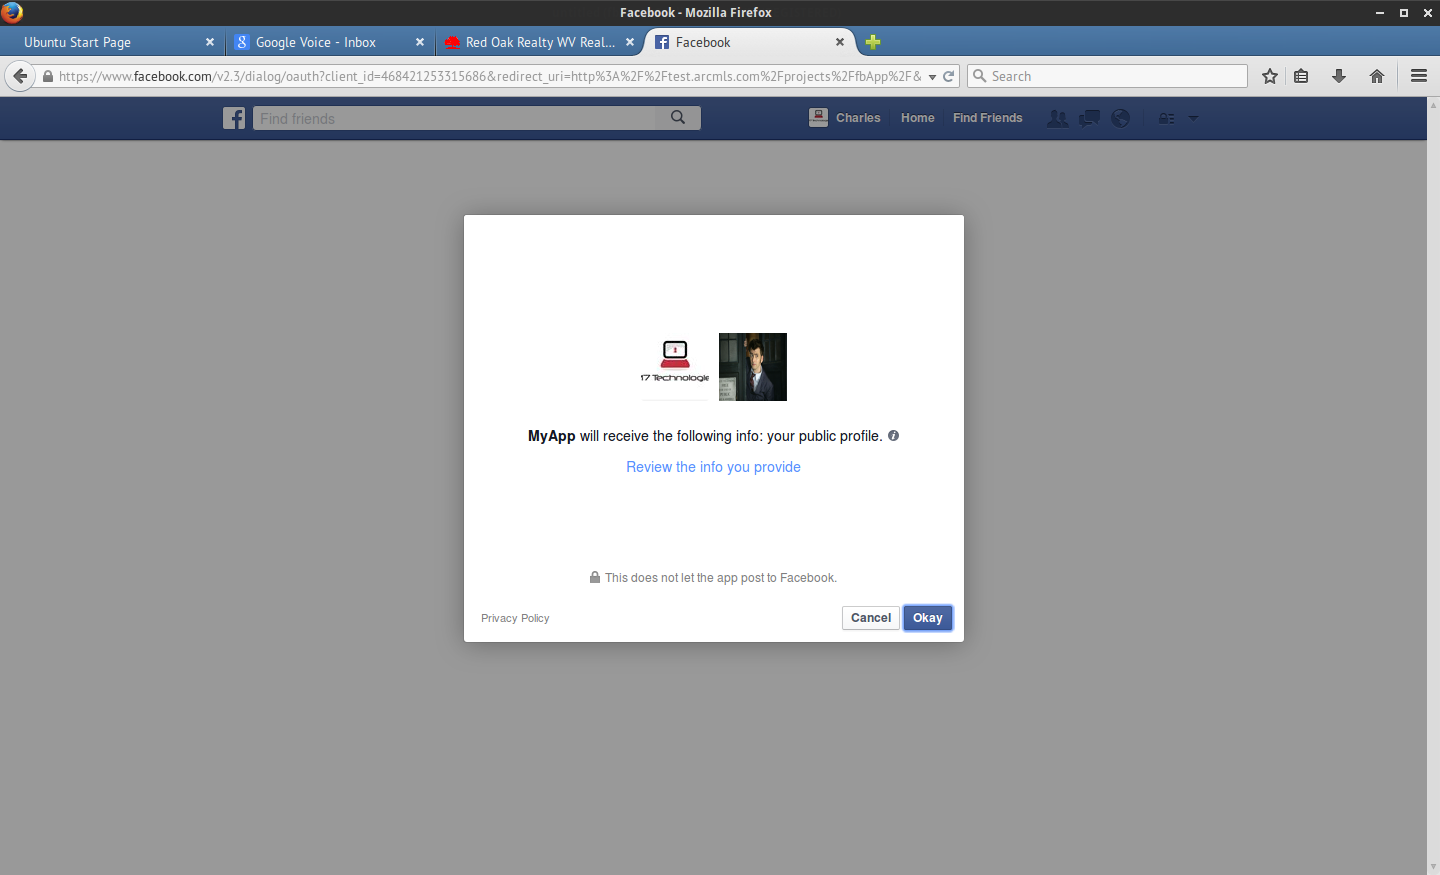 Facebook - Mozilla Firefox
Ubuntu Start Page
Google Voice - Inbox
Red Oak Realty WV Real...
Facebook
https://www.facebook.com/v2.3/dialog/oauth?client_id=468421253315686&redirect_uri=http%3A%2F%2Ftest.arcmls.com%2Fprojects%2FfbApp%2F&
Search
Find friends
Charles
Home
Find Friends
17 Technologie
MyApp will receive the following info: your public profile.
Review the info you provide
This does not let the app post to Facebook.
Privacy Policy
Cancel
Okay